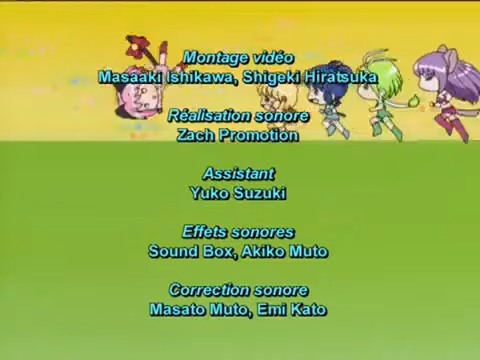 Montage vidéo
Masaaki Ishikawa, Shigeki Hiratsuka
Réalisation sonore
Zach Promotion
Assistant
Yuko Suzuki
Effets sonores
Sound Box, Akiko Muto
Correction sonore
Masato Muto, Emi Kato